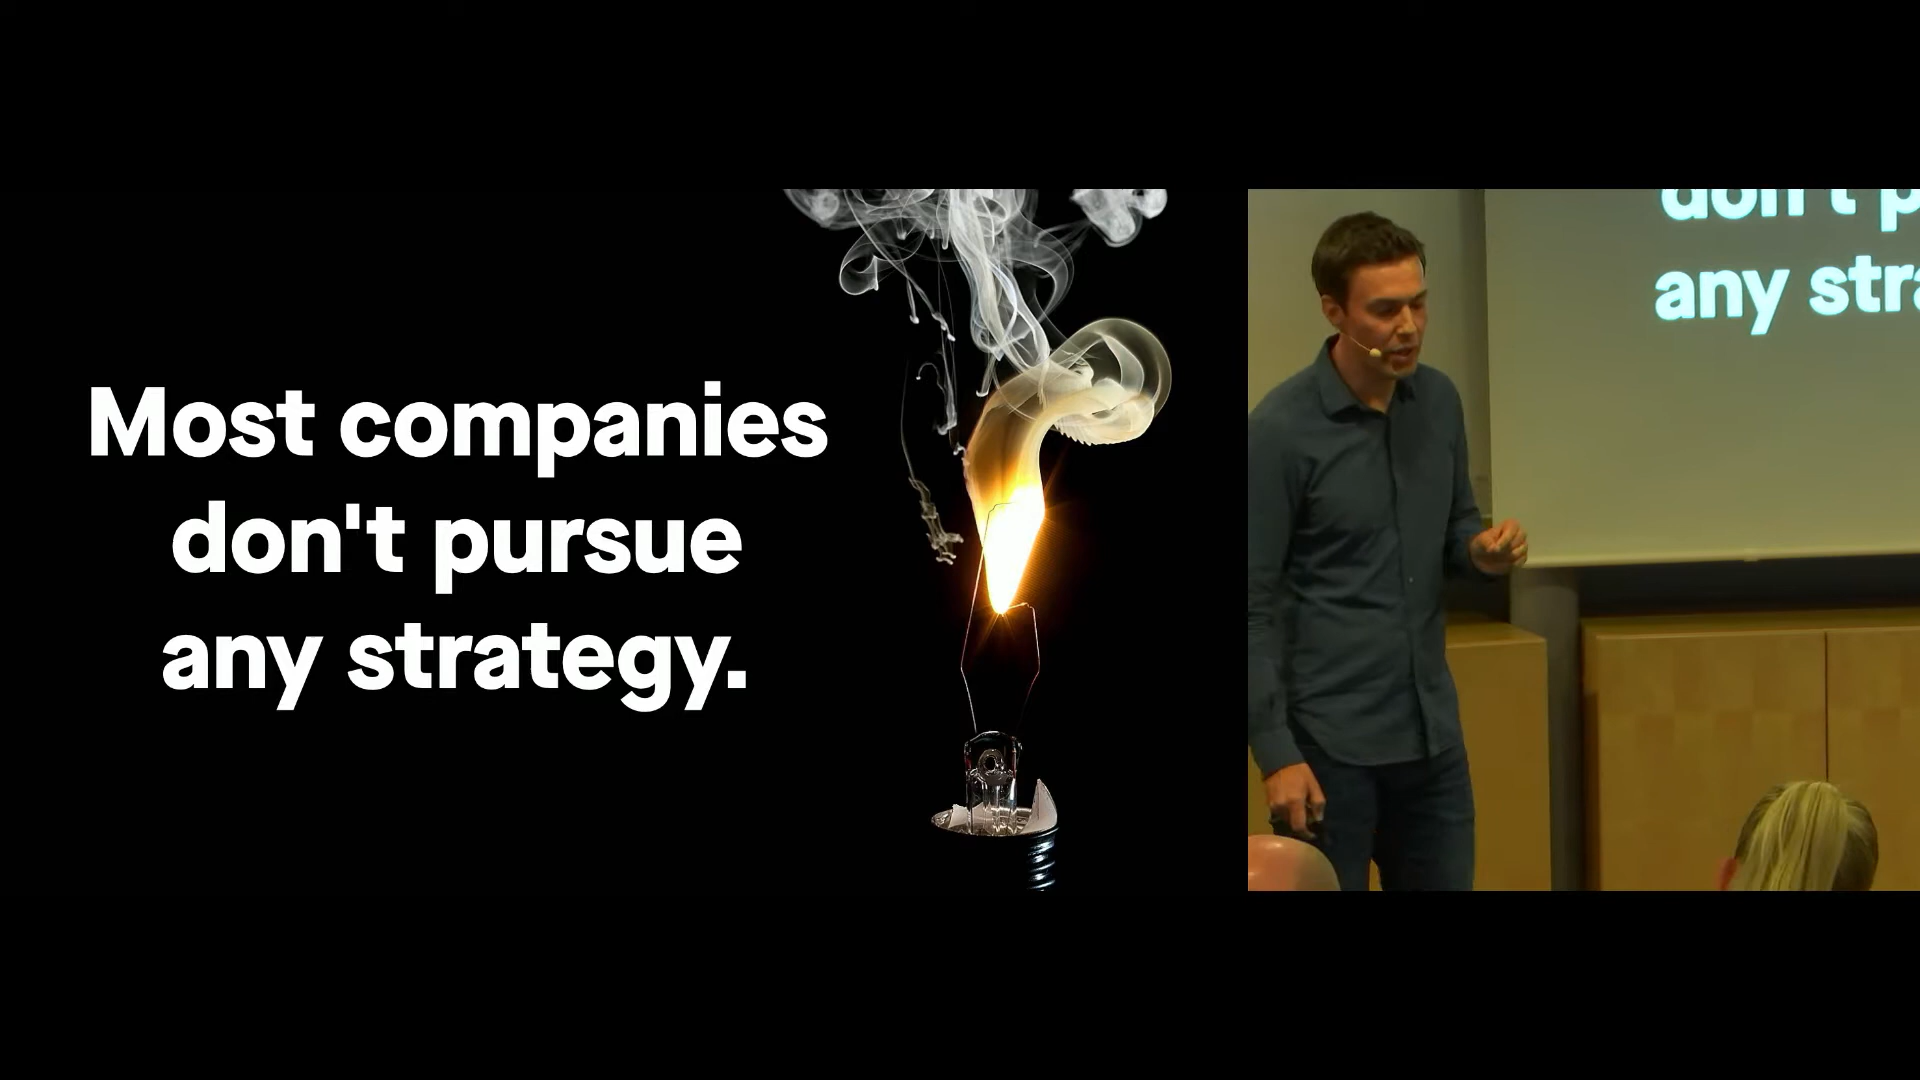 Most companies
don't pursue
any strategy.
don't p
any stra